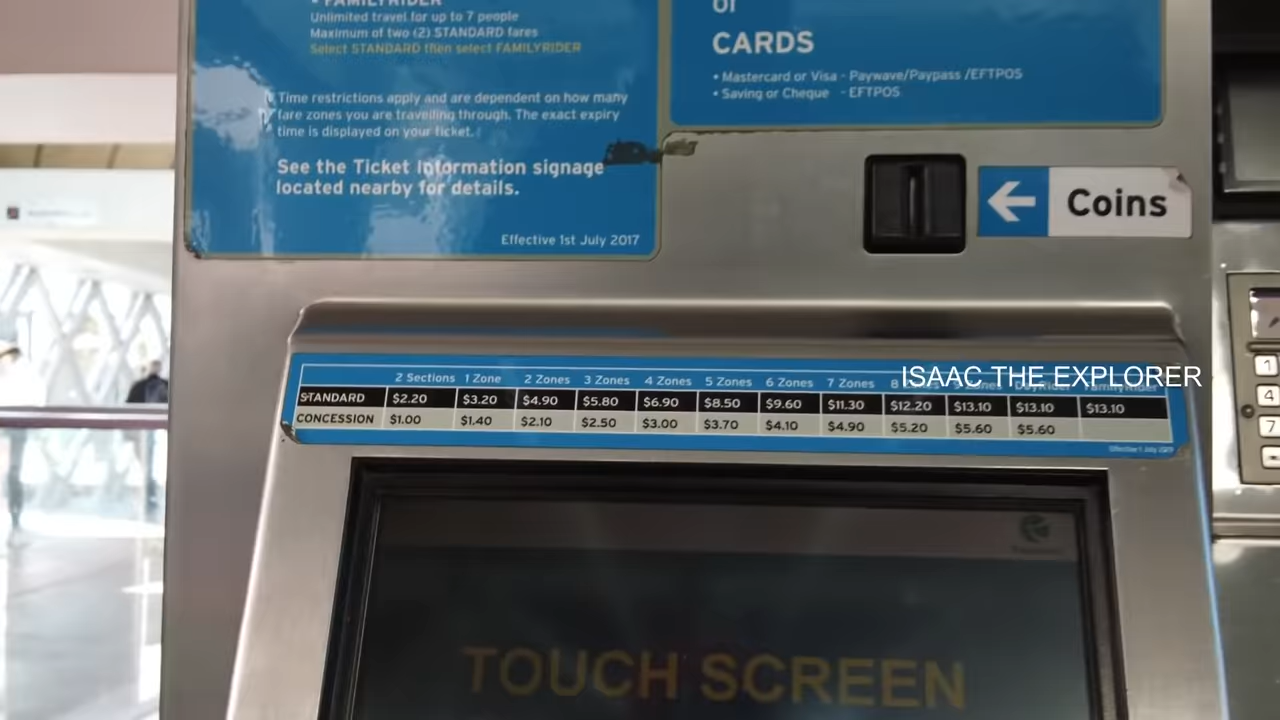 • FAMILYRIDER
Unlimited travel for up to 7 people
Maximum of two (2) STANDARD fares
Select STANDARD then select FAMILYRIDER
Time restrictions apply and are dependent on how many
fare zones you are travelling through. The exact expiry
time is displayed on your ticket.
See the Ticket Information signage
located nearby for details.
Effective 1st July 2017
or
CARDS
• Mastercard or Visa - Paywave/Paypass /EFTPOS
• Saving or Cheque - EFTPOS
Coins
ISAAC THE EXPLORER
2 Sections 1 Zone 2 Zones 3 Zones 4 Zones 5 Zones 6 Zones 7 Zones 8
STANDARD $2.20 $3.20 $4.90 $5.80 $6.90 $8.50 $9.60 $11.30 $12.20 $13.10 $13.10 $13.10
CONCESSION $1.00 $1.40 $2.10 $2.50 $3.00 $3.70 $4.10 $4.90 $5.20 $5.60 $5.60
Effective 1 July
1
4
7
TOUCH SCREEN